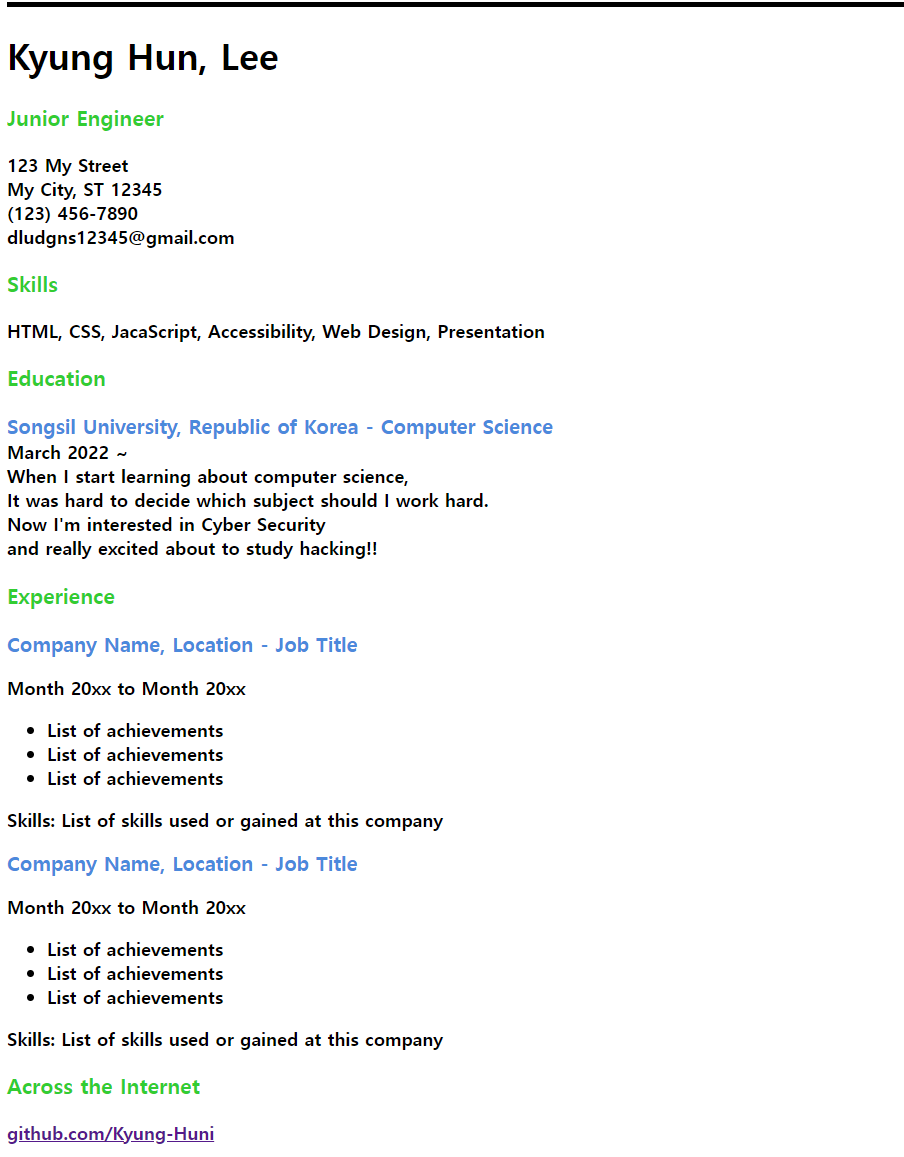 Kyung Hun, Lee
Junior Engineer
123 My Street
My City, ST 12345
(123) 456-7890
dludgns12345@gmail.com
Skills
HTML, CSS, JacaScript, Accessibility, Web Design, Presentation
Education
Songsil University, Republic of Korea - Computer Science
March 2022 ~
When I start learning about computer science,
It was hard to decide which subject should I work hard.
Now I'm interested in Cyber Security
and really excited about to study hacking!!
Experience
Company Name, Location - Job Title
Month 20xx to Month 20xx
• List of achievements
• List of achievements
• List of achievements
Skills: List of skills used or gained at this company
Company Name, Location - Job Title
Month 20xx to Month 20xx
• List of achievements
• List of achievements
• List of achievements
Skills: List of skills used or gained at this company
Across the Internet
github.com/Kyung-Huni